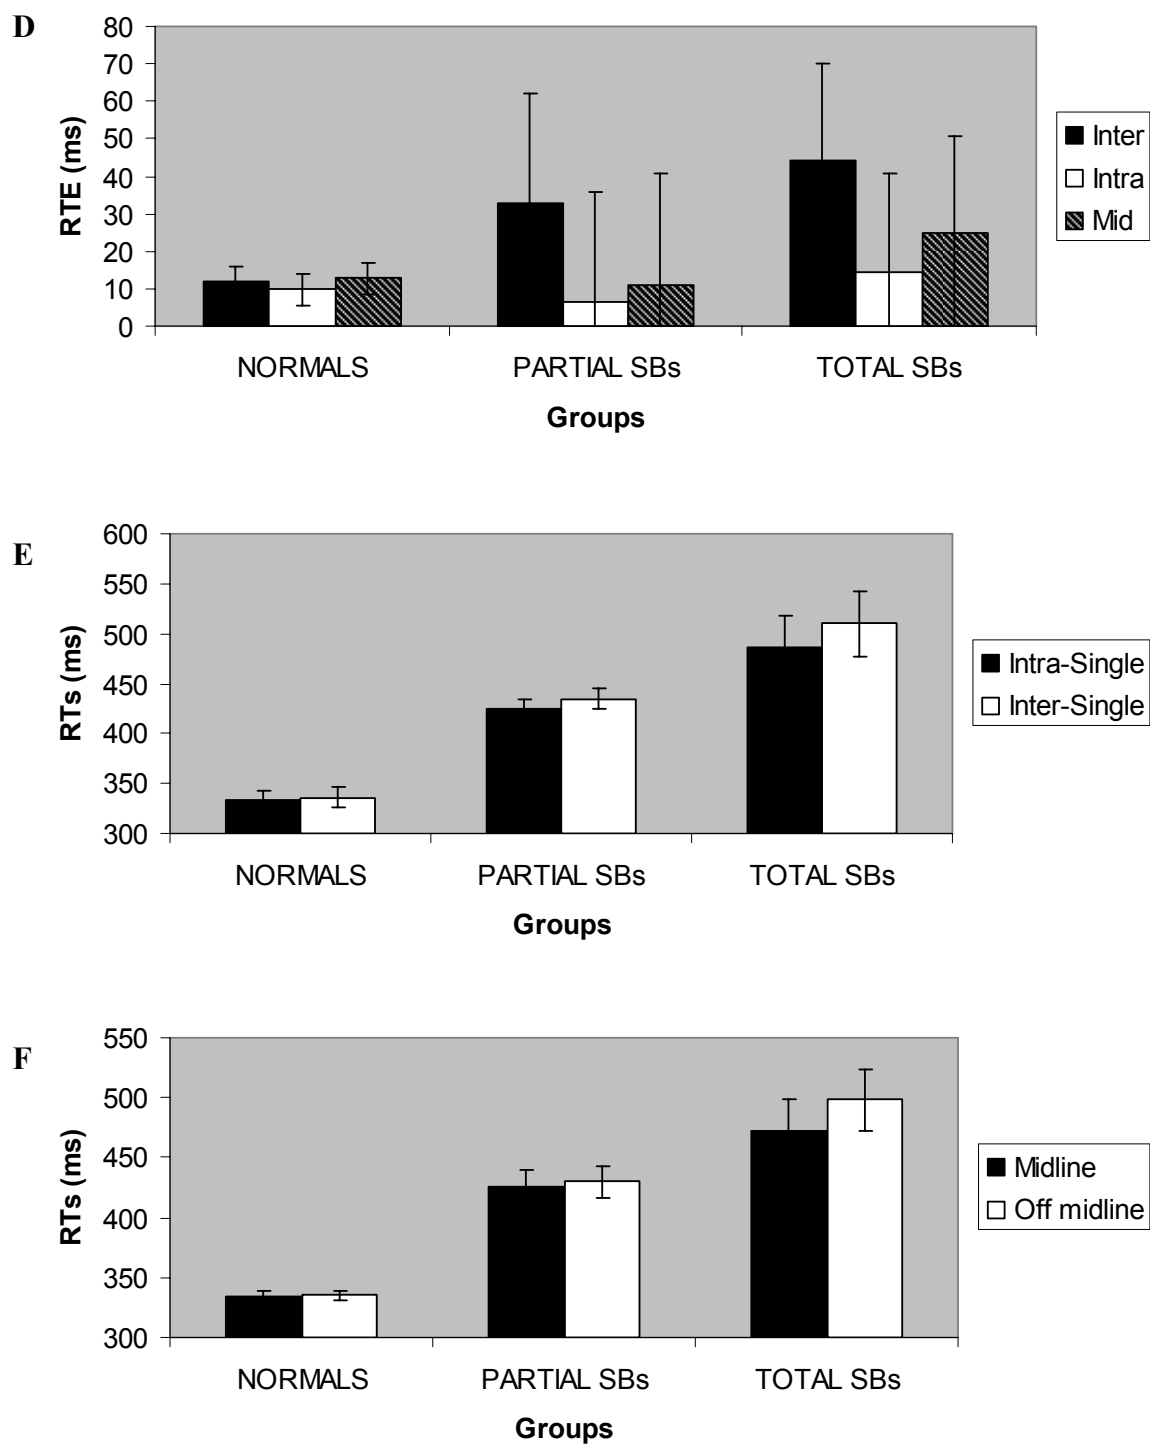 D
80
70
60
50
40
30
20
10
0
RTE (ms)
NORMALS PARTIAL SBs TOTAL SBs
Groups
Inter
Intra
Mid
E
600
550
500
450
400
350
300
RTs (ms)
NORMALS PARTIAL SBs TOTAL SBs
Groups
Intra-Single
Inter-Single
F
550
500
450
400
350
300
RTs (ms)
NORMALS PARTIAL SBs TOTAL SBs
Groups
Midline
Off midline